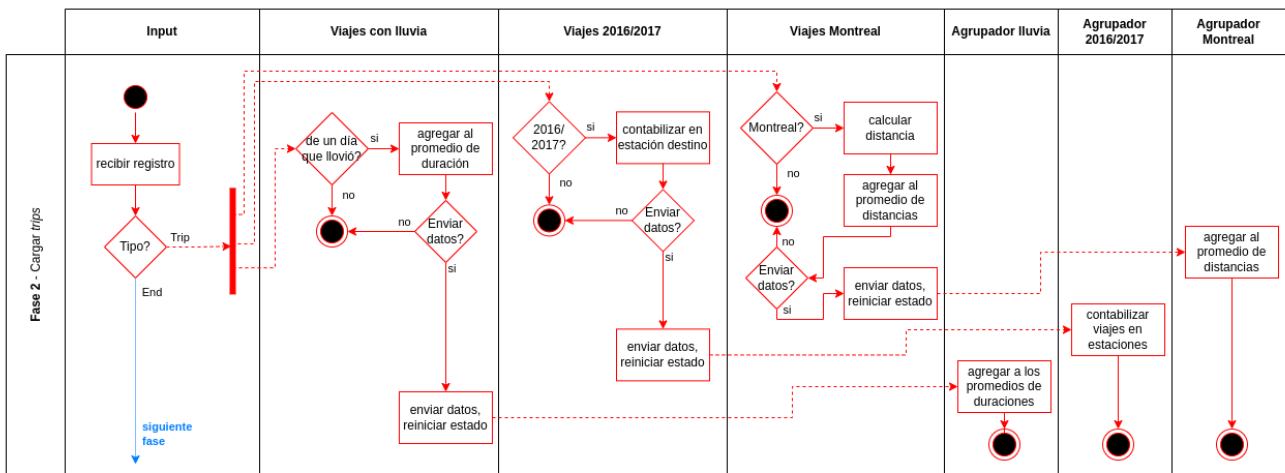 Input
Viajes con lluvia
Viajes 2016/2017
Viajes Montreal
Agrupador lluvia
Agrupador
2016/2017
Agrupador
Montreal
Fase 2 - Cargar trips
recibir registro
Tipo?
Trip
End
siguiente
fase
de un día
que llovió?
si
no
agregar al
promedio de
duración
Enviar
datos?
no
si
enviar datos,
reiniciar estado
2016/
2017?
si
no
contabilizar en
estación destino
Enviar
datos?
no
si
enviar datos,
reiniciar estado
Montreal?
si
no
calcular
distancia
agregar al
promedio de
distancias
no
Enviar
datos?
si
enviar datos,
reiniciar estado
agregar a los
promedios de
duraciones
contabilizar
viajes en
estaciones
agregar al
promedio de
distancias